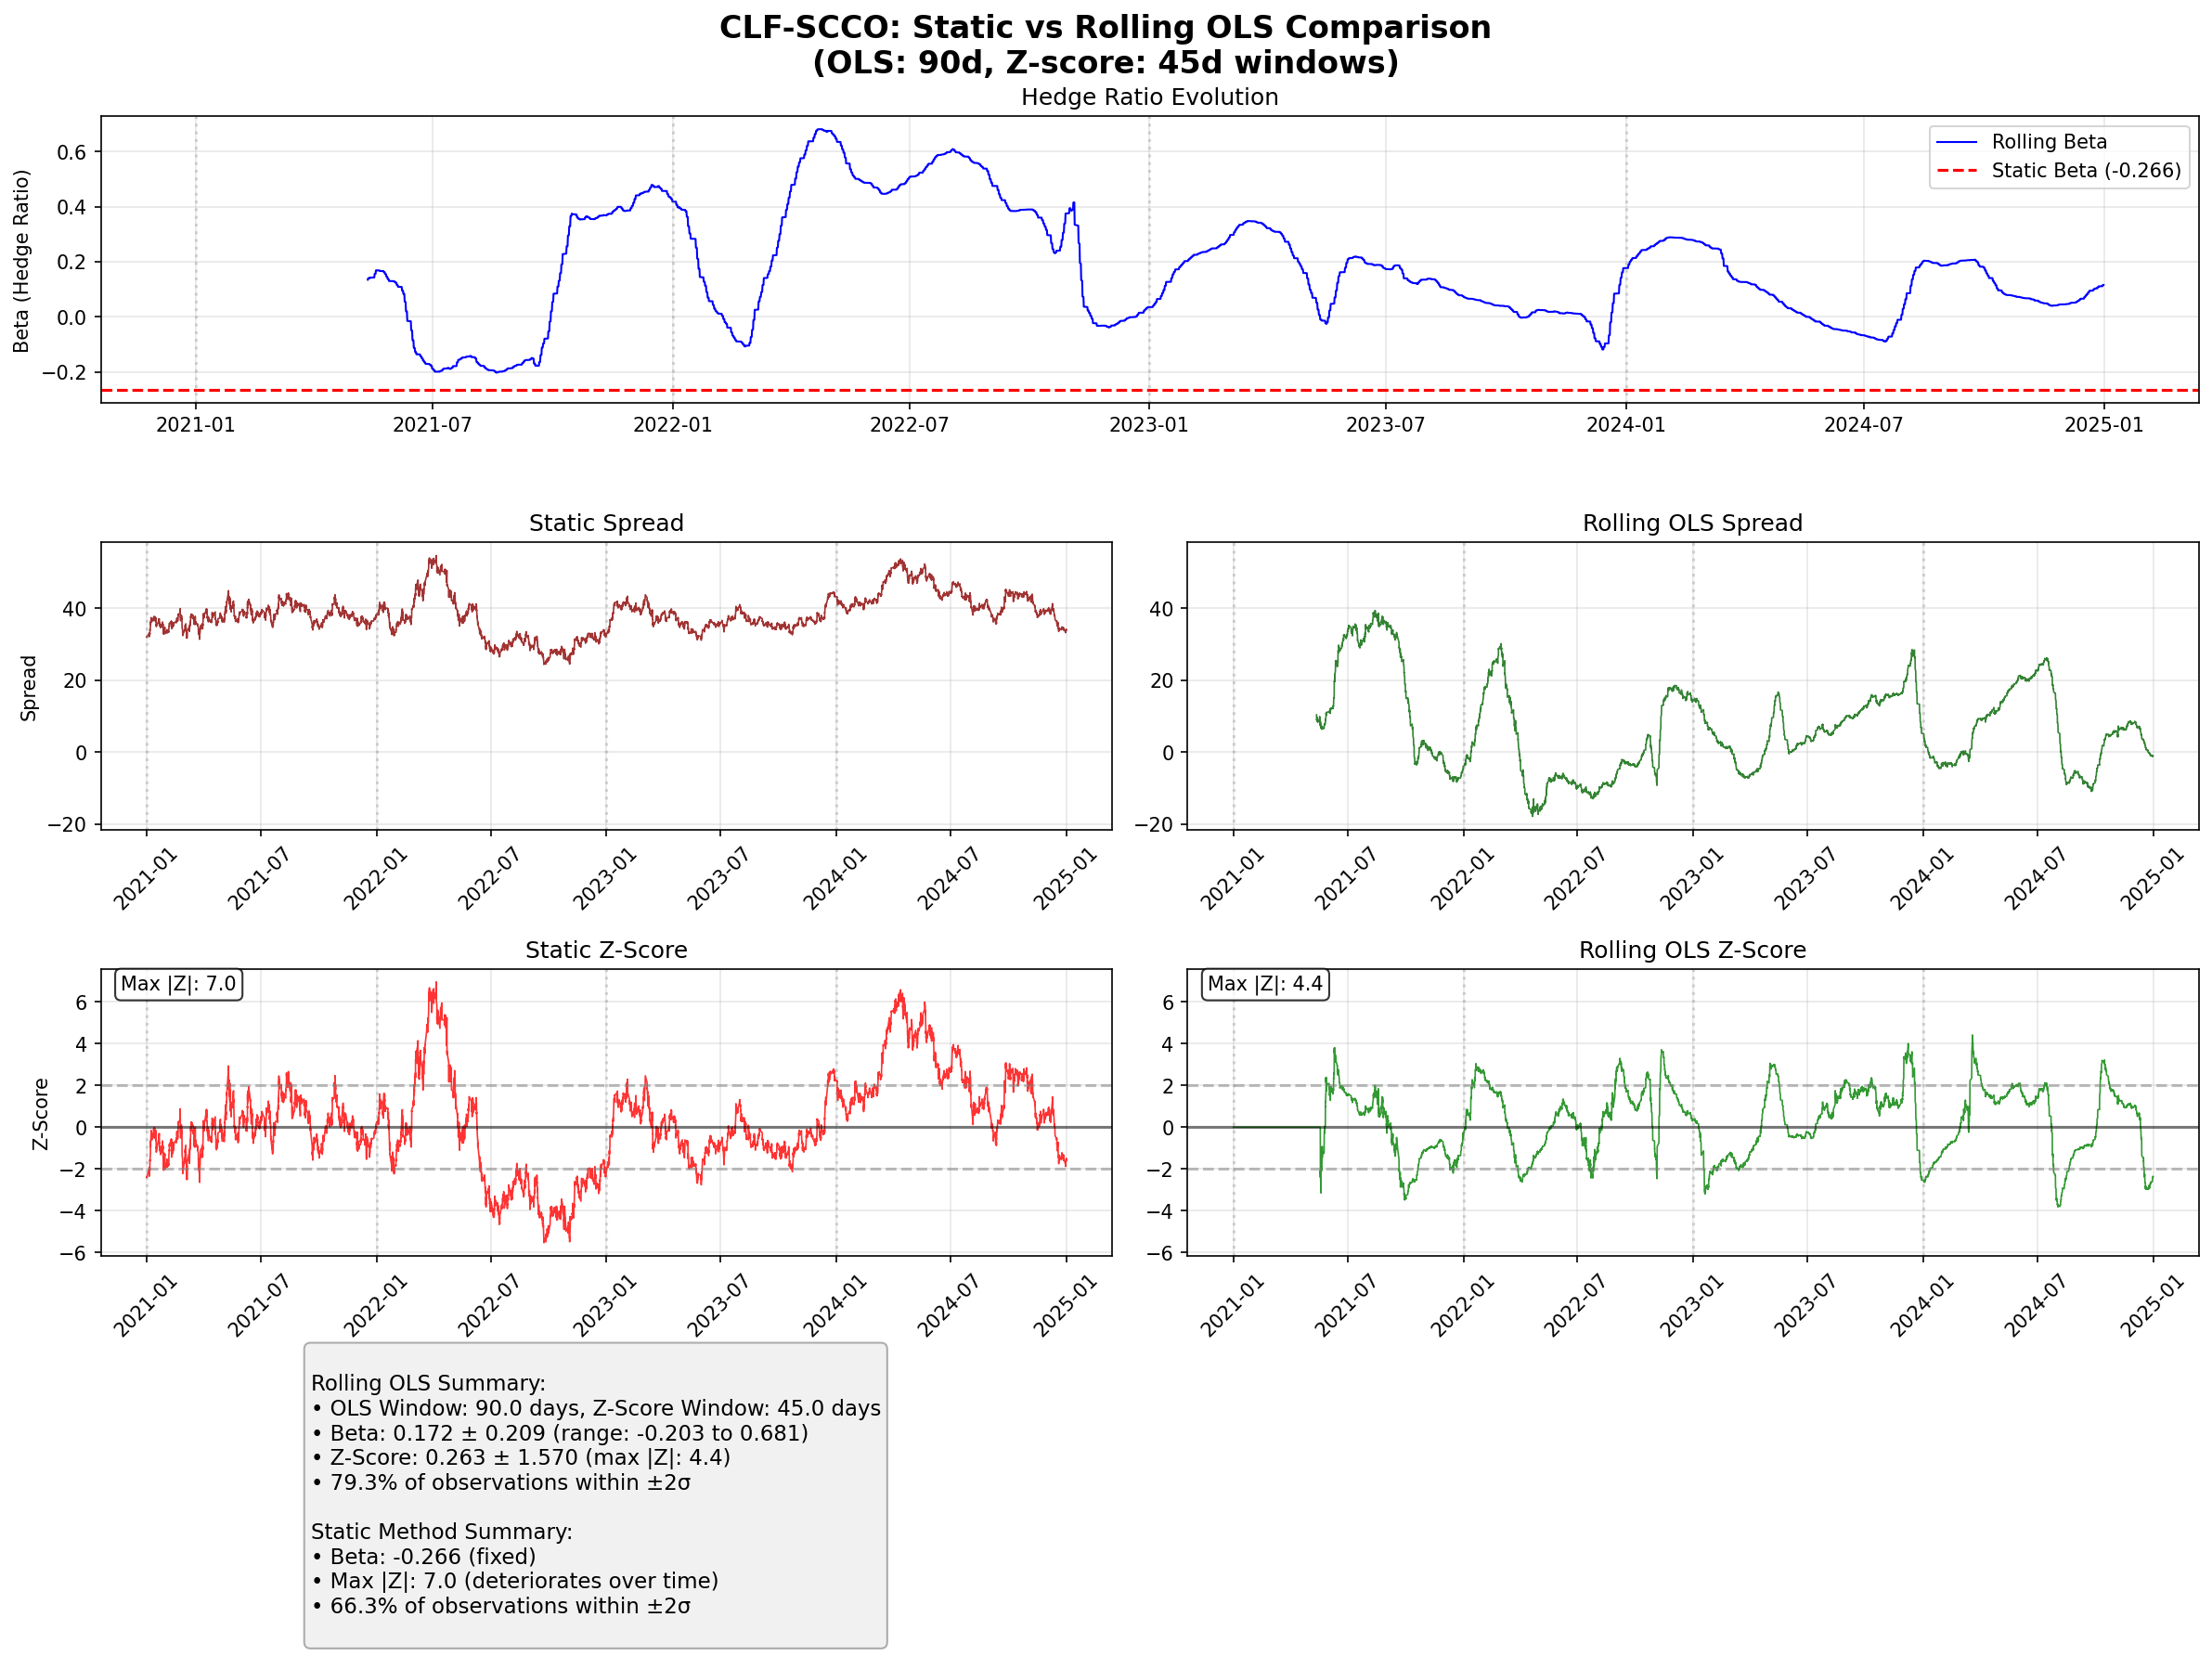 CLF-SCCO: Static vs Rolling OLS Comparison
(OLS: 90d, Z-score: 45d windows)
Hedge Ratio Evolution
Beta (Hedge Ratio)
0.6
0.4
0.2
0.0
−0.2
Rolling Beta
Static Beta (-0.266)
2021-01 2021-07 2022-01 2022-07 2023-01 2023-07 2024-01 2024-07 2025-01
Static Spread
Spread
40
20
0
−20
2021-01 2021-07 2022-01 2022-07 2023-01 2023-07 2024-01 2024-07 2025-01
Rolling OLS Spread
40
20
0
−20
2021-01 2021-07 2022-01 2022-07 2023-01 2023-07 2024-01 2024-07 2025-01
Static Z-Score
Z-Score
Max |Z|: 7.0
6
4
2
0
−2
−4
−6
2021-01 2021-07 2022-01 2022-07 2023-01 2023-07 2024-01 2024-07 2025-01
Rolling OLS Z-Score
Max |Z|: 4.4
6
4
2
0
−2
−4
−6
2021-01 2021-07 2022-01 2022-07 2023-01 2023-07 2024-01 2024-07 2025-01
Rolling OLS Summary:
• OLS Window: 90.0 days, Z-Score Window: 45.0 days
• Beta: 0.172 ± 0.209 (range: -0.203 to 0.681)
• Z-Score: 0.263 ± 1.570 (max |Z|: 4.4)
• 79.3% of observations within ±2σ
Static Method Summary:
• Beta: -0.266 (fixed)
• Max |Z|: 7.0 (deteriorates over time)
• 66.3% of observations within ±2σ